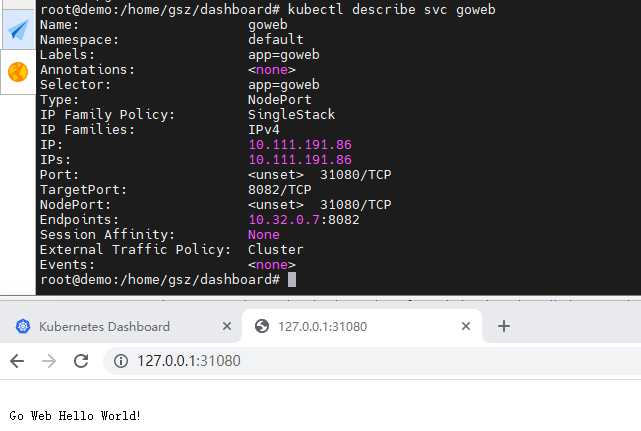 root@demo:/home/gsz/dashboard# kubectl describe svc goweb
Name: goweb
Namespace: default
Labels: app=goweb
Annotations: <none>
Selector: app=goweb
Type: NodePort
IP Family Policy: SingleStack
IP Families: IPv4
IP: 10.111.191.86
IPs: 10.111.191.86
Port: <unset> 31080/TCP
TargetPort: 8082/TCP
NodePort: <unset> 31080/TCP
Endpoints: 10.32.0.7:8082
Session Affinity: None
External Traffic Policy: Cluster
Events: <none>
root@demo:/home/gsz/dashboard#
Kubernetes Dashboard
127.0.0.1:31080
127.0.0.1:31080
Go Web Hello World!